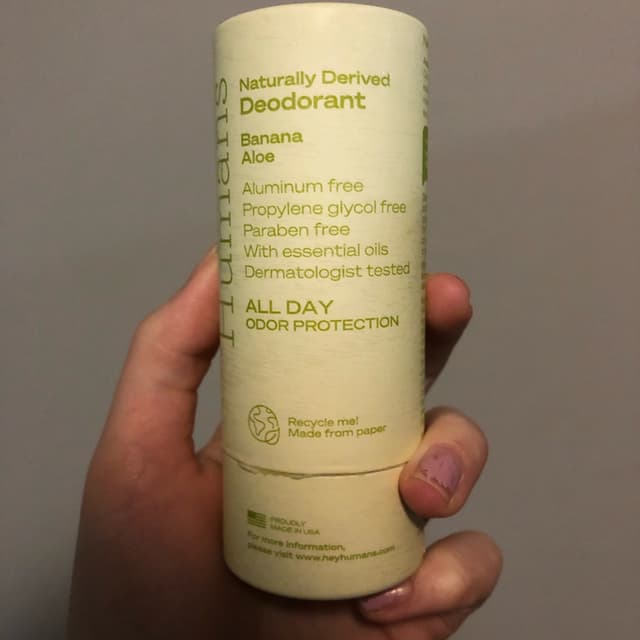 Humans
Naturally Derived
Deodorant
Banana
Aloe
Aluminum free
Propylene glycol free
Paraben free
With essential oils
Dermatologist tested
ALL DAY
ODOR PROTECTION
Recycle me!
Made from paper
PROUDLY
MADE IN USA
For more information,
please visit www.heyhumans.com